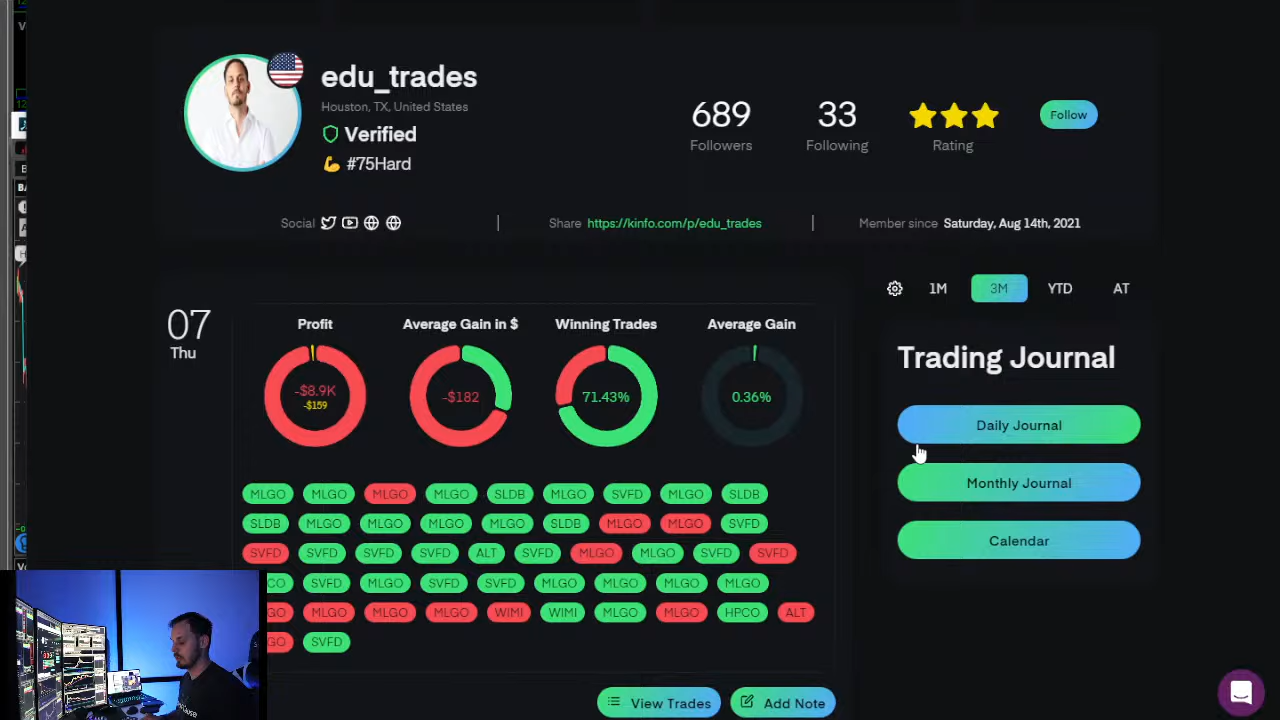 edu_trades
Houston, TX, United States
Verified
#75Hard
689
Followers
33
Following
Rating
Follow
Social
Share https://kinfo.com/p/edu_trades
Member since Saturday, Aug 14th, 2021
1M 3M YTD AT
07
Thu
Profit
-$8.9K
-$159
Average Gain in $
-$182
Winning Trades
71.43%
Average Gain
0.36%
MLGO MLGO MLGO MLGO SLDB MLGO SVFD MLGO SLDB
SLDB MLGO MLGO MLGO MLGO SLDB MLGO MLGO SVFD
SVFD SVFD SVFD SVFD ALT SVFD MLGO MLGO SVFD SVFD
CO SVFD MLGO SVFD SVFD MLGO MLGO MLGO MLGO
GO MLGO MLGO MLGO WIMI WIMI MLGO MLGO HPCO ALT
GO SVFD
View Trades
Add Note
Trading Journal
Daily Journal
Monthly Journal
Calendar